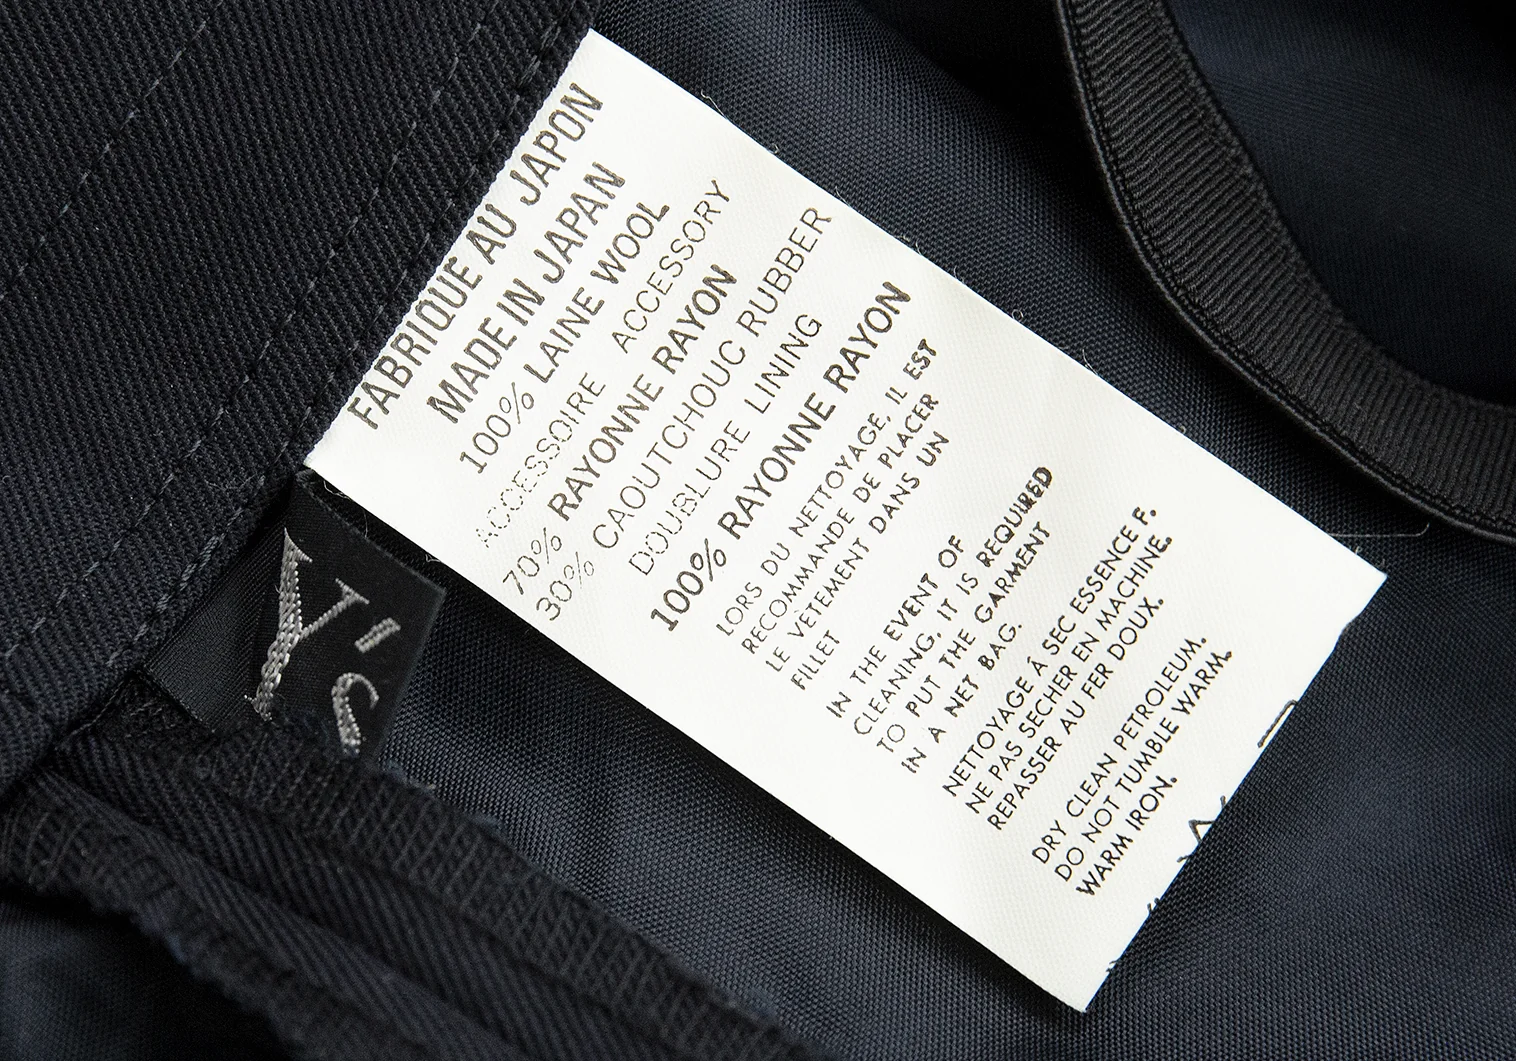 FABRIQUE AU JAPON
MADE IN JAPAN
100% LAINE WOOL
ACCESSOIRE ACCESSORY
70% RAYONNE RAYON
30% CAOUTCHOUC RUBBER
DOUBLURE LINING
100% RAYONNE RAYON
LORS DU NETTOYAGE, IL EST
RECOMMANDE DE PLACER
LE VÊTEMENT DANS UN
FILLET
IN THE EVENT OF
CLEANING, IT IS REQUIRED
TO PUT THE GARMENT
IN A NET BAG.
NETTOYAGE Â SEC ESSENCE F.
NE PAS SECHER EN MACHINE.
REPASSER AU FER DOUX.
DRY CLEAN PETROLEUM.
DO NOT TUMBLE WARM.
WARM IRON.
Y's